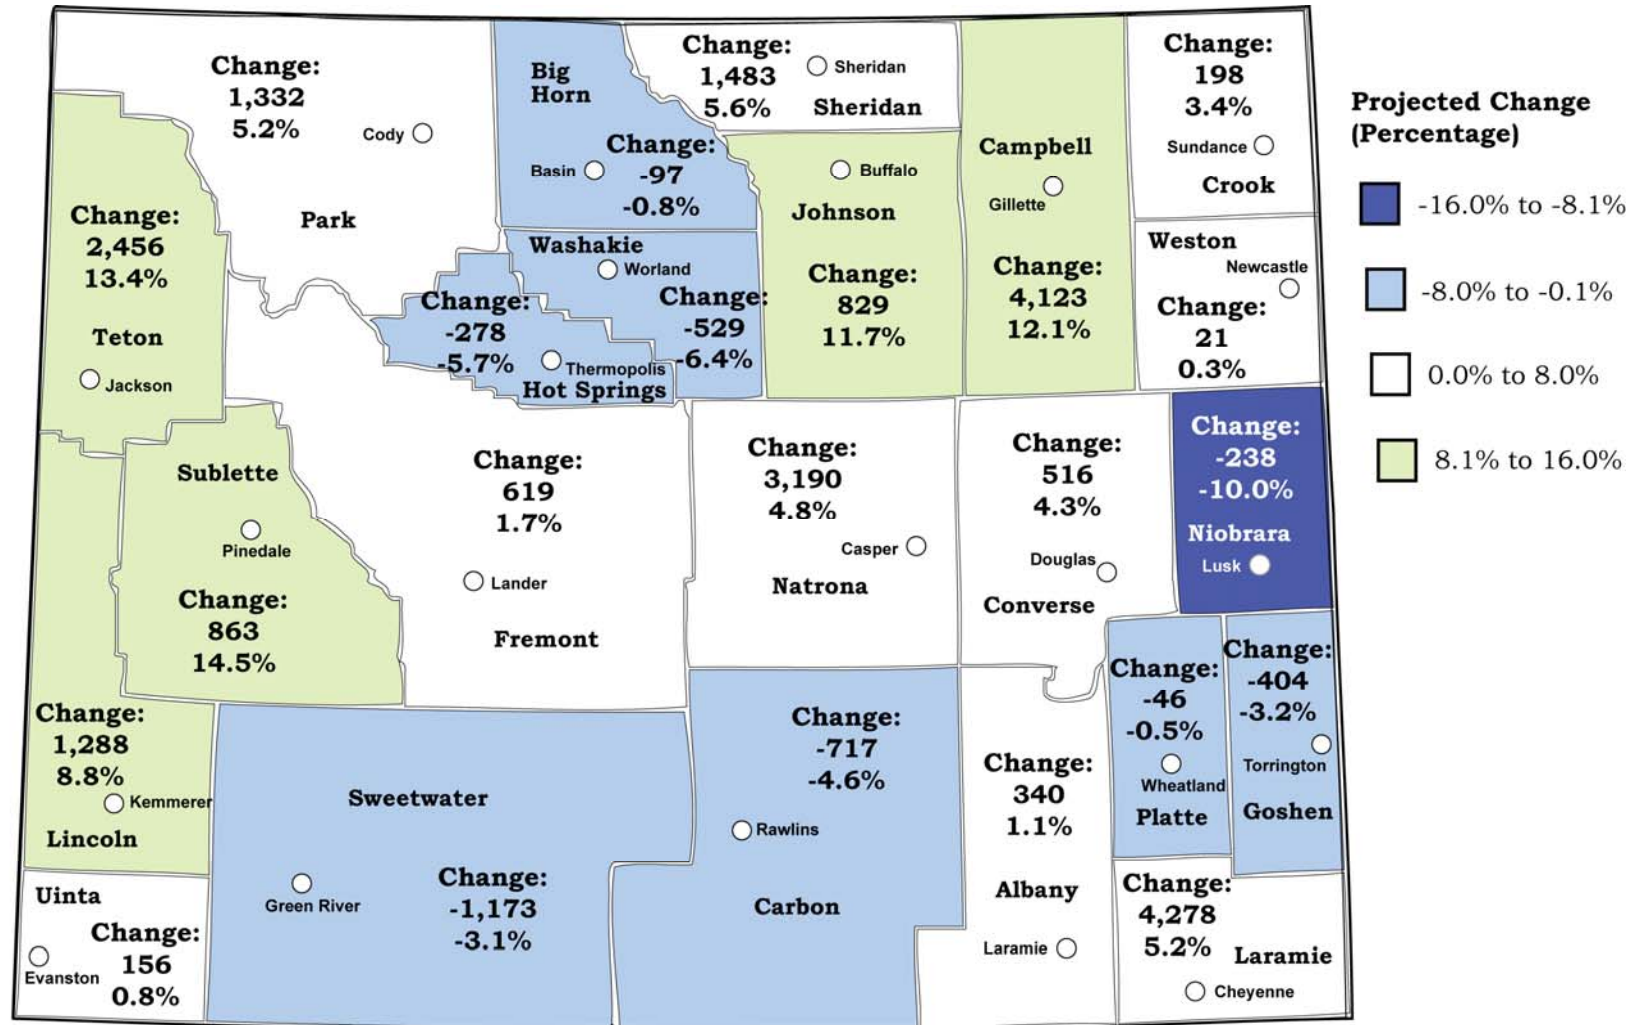 Change:
1,332
5.2%
Cody
Park
Big
Horn
Basin
Change:
-97
-0.8%
Change:
1,483
5.6%
Sheridan
Sheridan
Campbell
Gillette
Change:
4,123
12.1%
Change:
198
3.4%
Sundance
Crook
Projected Change
(Percentage)
-16.0% to -8.1%
-8.0% to -0.1%
0.0% to 8.0%
8.1% to 16.0%
Change:
2,456
13.4%
Teton
Jackson
Washakie
Worland
Change:
-529
-6.4%
Change:
-278
-5.7%
Thermopolis
Hot Springs
Buffalo
Johnson
Change:
829
11.7%
Weston
Newcastle
Change:
21
0.3%
Sublette
Pinedale
Change:
863
14.5%
Change:
619
1.7%
Lander
Fremont
Change:
3,190
4.8%
Casper
Natrona
Change:
516
4.3%
Douglas
Converse
Change:
-238
-10.0%
Niobrara
Lusk
Change:
1,288
8.8%
Kemmerer
Lincoln
Sweetwater
Green River
Change:
-1,173
-3.1%
Change:
-717
-4.6%
Rawlins
Carbon
Change:
340
1.1%
Albany
Laramie
Change:
-46
-0.5%
Wheatland
Platte
Change:
-404
-3.2%
Torrington
Goshen
Uinta
Change:
156
0.8%
Evanston
Change:
4,278
5.2%
Laramie
Cheyenne